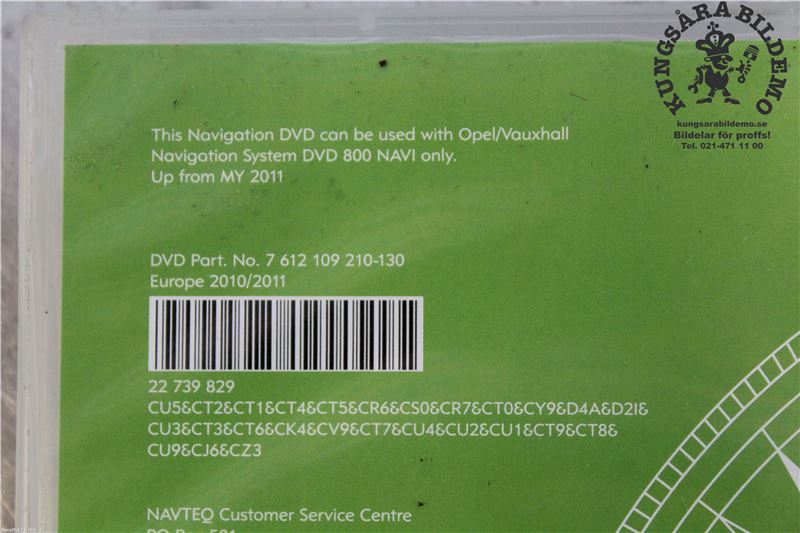 KUNGSÅRA BILDEMO
kungsarabildemo.se
Bildelar för proffs!
Tel. 021-471 11 00
This Navigation DVD can be used with Opel/Vauxhall
Navigation System DVD 800 NAVI only.
Up from MY 2011
DVD Part. No. 7 612 109 210-130
Europe 2010/2011
22 739 829
CU5&CT2&CT1&CT4&CT5&CR6&CS0&CR7&CT0&CY9&D4A&D2I&
CU3&CT3&CT6&CK4&CV9&CT7&CU4&CU2&CU1&CT9&CT8&
CU9&CJ6&CZ3
NAVTEQ Customer Service Centre